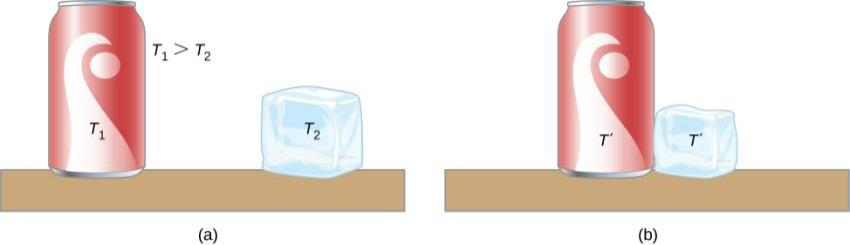 T₁ > T₂
T₁
T₂
(a)
T′
T′
(b)